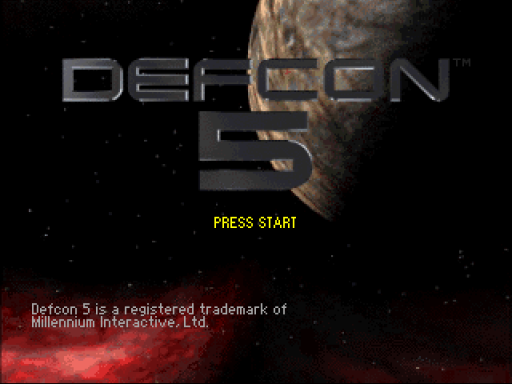 DEFCON™
5
PRESS START
Defcon 5 is a registered trademark of
Millennium Interactive, Ltd.